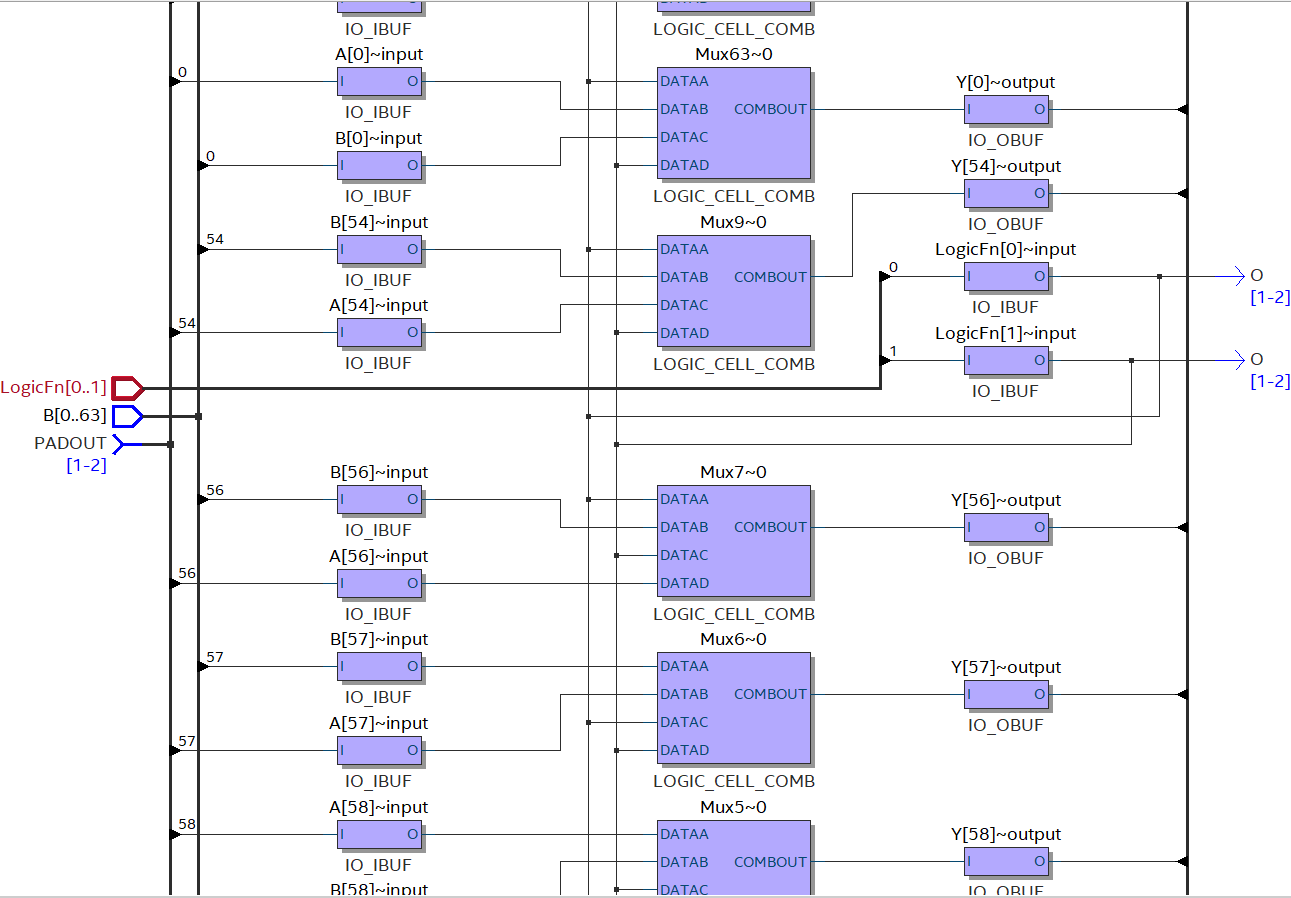 IO_IBUF
LOGIC_CELL_COMB
A[0]~input
Mux63~0
0
I
O
DATAA
Y[0]~output
DATAB
COMBOUT
I
O
IO_IBUF
B[0]~input
DATAC
IO_OBUF
0
I
O
DATAD
Y[54]~output
IO_IBUF
LOGIC_CELL_COMB
I
O
B[54]~input
Mux9~0
IO_OBUF
54
I
O
DATAA
LogicFn[0]~input
IO_IBUF
DATAB
COMBOUT
0
I
O
O
[1-2]
A[54]~input
DATAC
IO_IBUF
54
I
O
DATAD
LogicFn[1]~input
IO_IBUF
LOGIC_CELL_COMB
1
I
O
O
[1-2]
LogicFn[0..1]
IO_IBUF
B[0..63]
PADOUT
[1-2]
B[56]~input
Mux7~0
56
I
O
DATAA
Y[56]~output
IO_IBUF
DATAB
COMBOUT
I
O
A[56]~input
DATAC
IO_OBUF
56
I
O
DATAD
IO_IBUF
LOGIC_CELL_COMB
B[57]~input
Mux6~0
57
I
O
DATAA
Y[57]~output
IO_IBUF
DATAB
COMBOUT
I
O
A[57]~input
DATAC
IO_OBUF
57
I
O
DATAD
IO_IBUF
LOGIC_CELL_COMB
A[58]~input
Mux5~0
58
I
O
DATAA
Y[58]~output
IO_IBUF
DATAB
COMBOUT
I
O
B[58]~input
DATAC
IO_OBUF